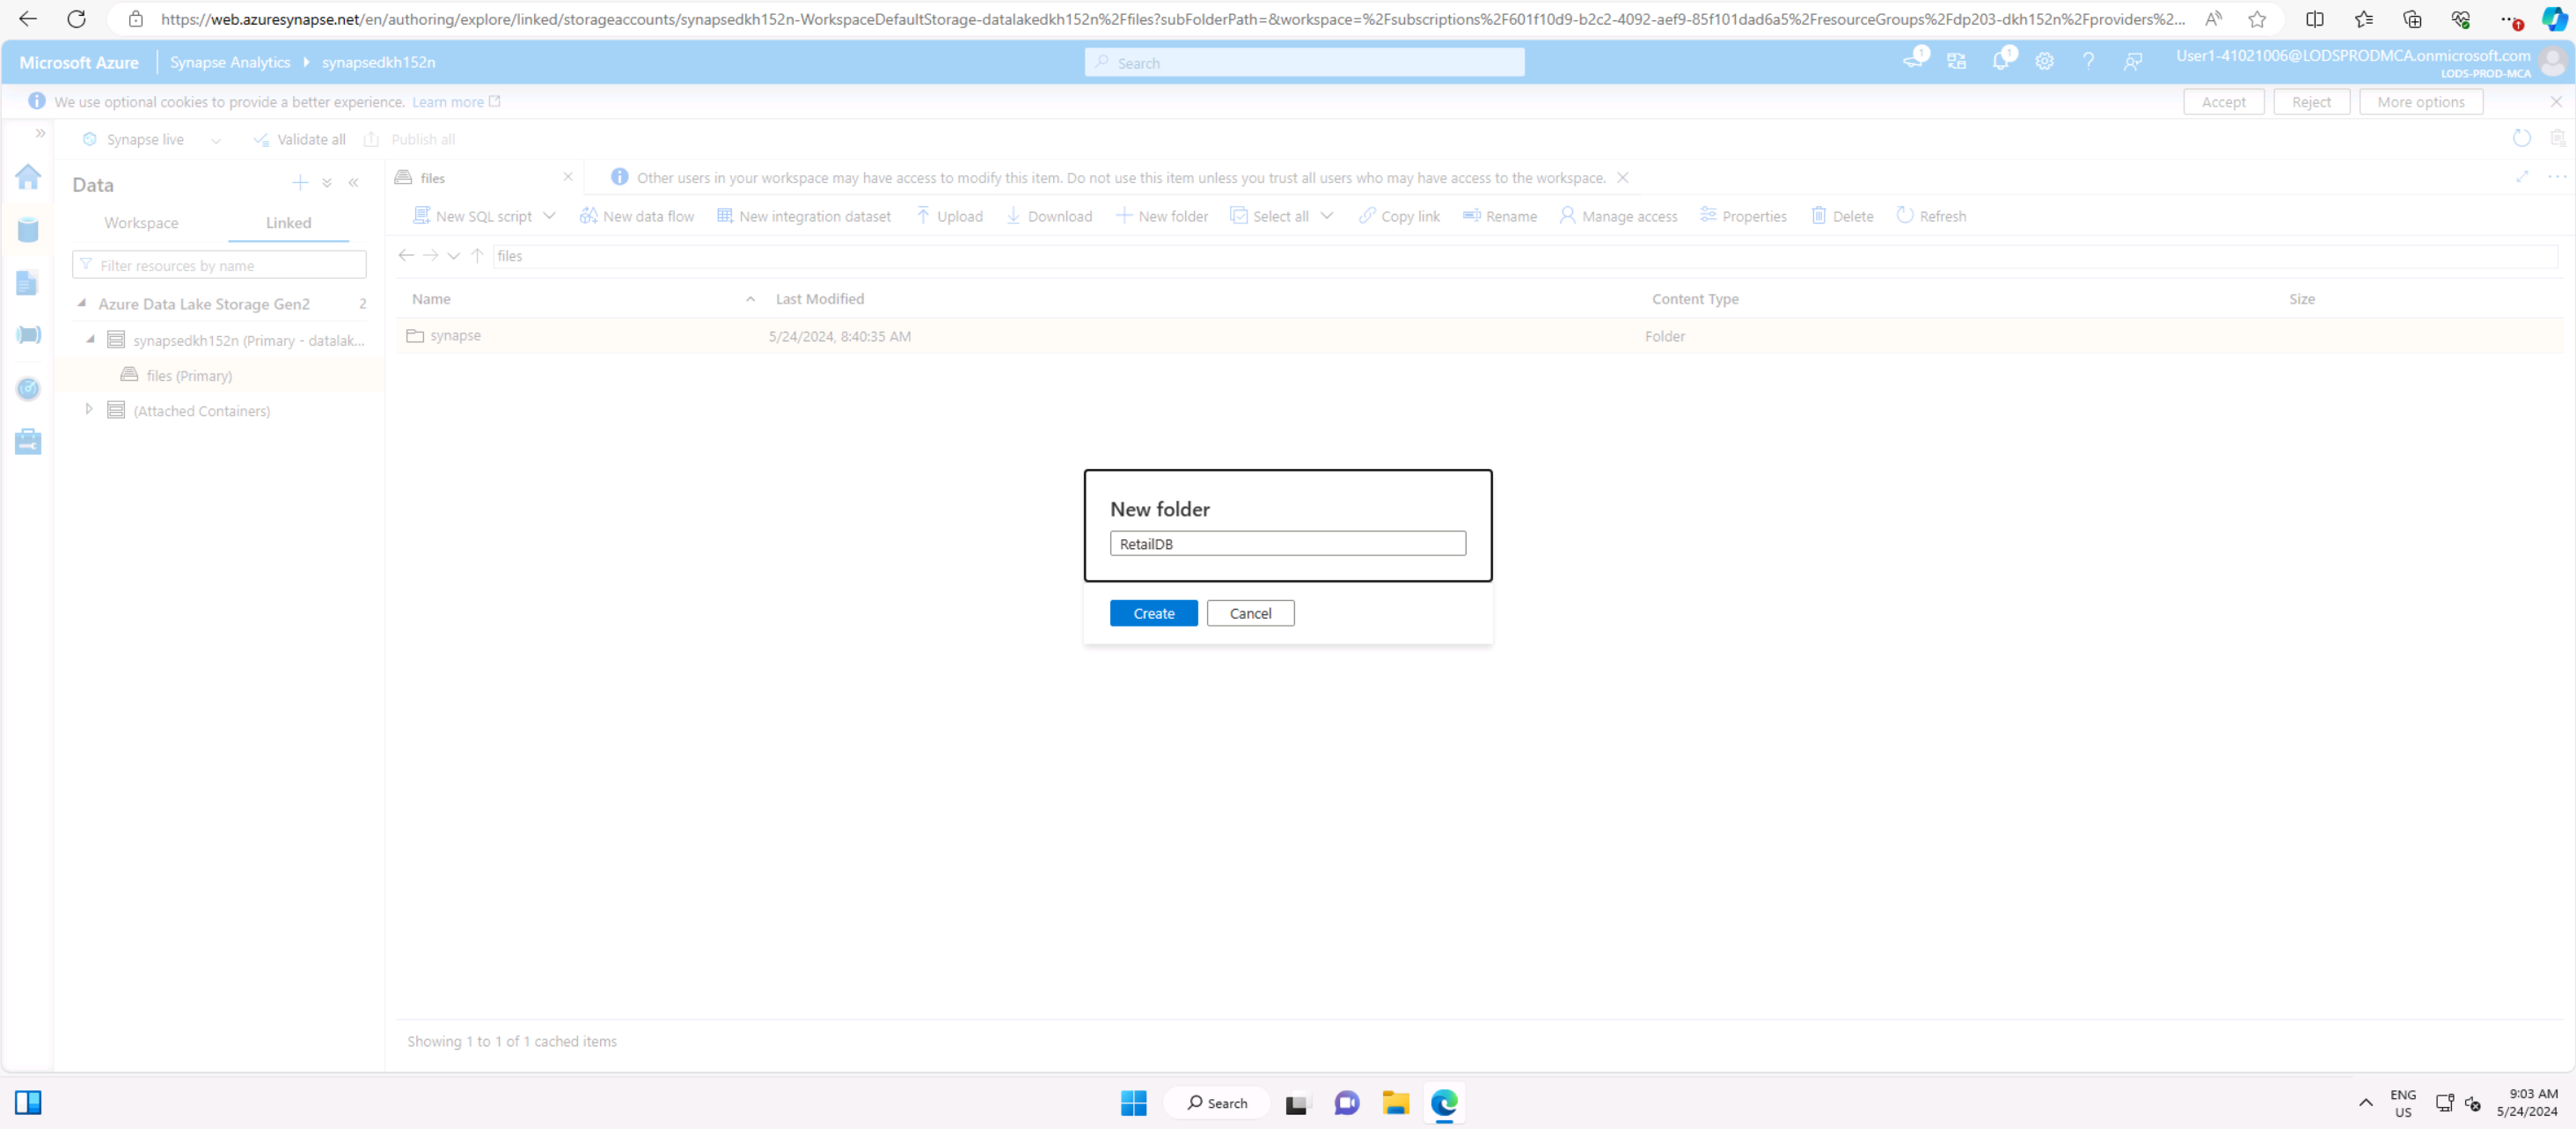 https://web.azuresynapse.net/en/authoring/explore/linked/storageaccounts/synapsedkh152n-WorkspaceDefaultStorage-datalakedkh152n%2Ffiles?subFolderPath=&workspace=%2Fsubscriptions%2F601f10d9-b2c2-4092-aef9-85f101dad6a5%2FresourceGroups%2Fdp203-dkh152n%2Fproviders%2...
Microsoft Azure Synapse Analytics synapsedkh152n Search 1 1 User1-41021006@LODSPRODMCA.onmicrosoft.com
LODS-PROD-MCA
We use optional cookies to provide a better experience. Learn more Accept Reject More options
Synapse live Validate all Publish all
Data files Other users in your workspace may have access to modify this item. Do not use this item unless you trust all users who may have access to the workspace.
Workspace Linked New SQL script New data flow New integration dataset Upload Download New folder Select all Copy link Rename Manage access Properties Delete Refresh
Filter resources by name files
Azure Data Lake Storage Gen2 2 Name Last Modified Content Type Size
synapsedkh152n (Primary - datalak... synapse 5/24/2024, 8:40:35 AM Folder
files (Primary)
(Attached Containers)
New folder
RetailDB
Create Cancel
Showing 1 to 1 of 1 cached items
Search ENG US 9:03 AM 5/24/2024